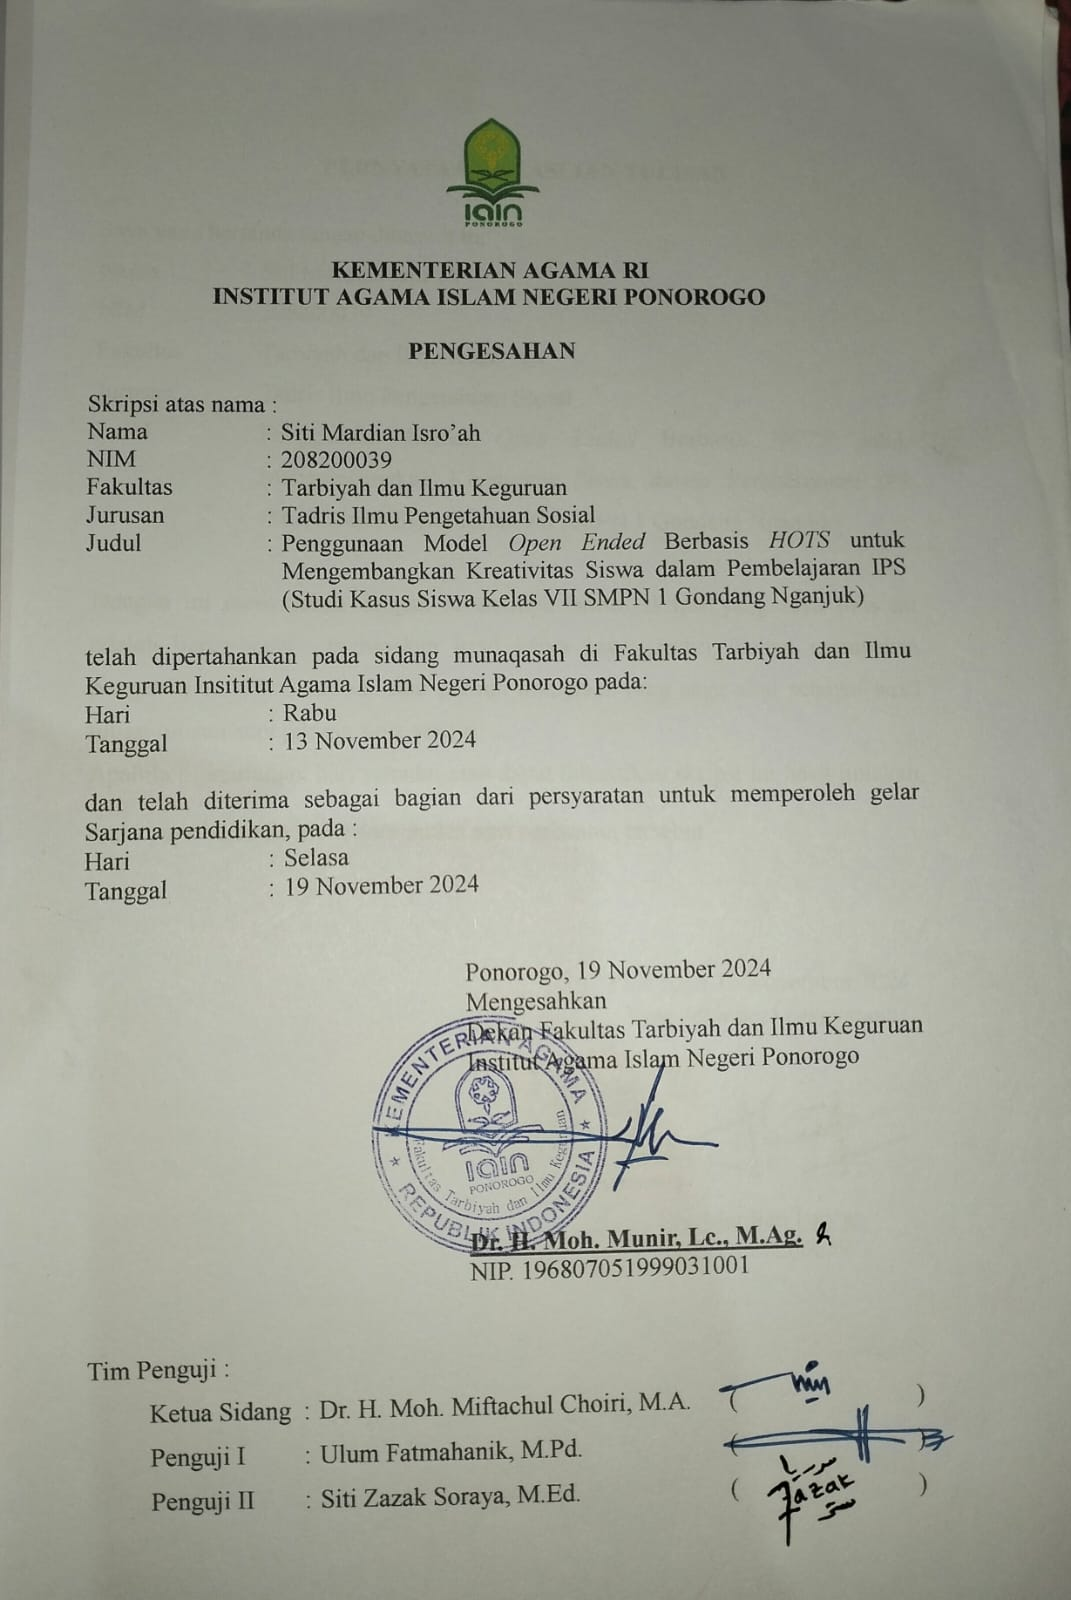 iain
PONOROGO
KEMENTERIAN AGAMA RI
INSTITUT AGAMA ISLAM NEGERI PONOROGO
PENGESAHAN
Skripsi atas nama :
Nama : Siti Mardian Isro’ah
NIM : 208200039
Fakultas : Tarbiyah dan Ilmu Keguruan
Jurusan : Tadris Ilmu Pengetahuan Sosial
Judul : Penggunaan Model Open Ended Berbasis HOTS untuk
Mengembangkan Kreativitas Siswa dalam Pembelajaran IPS
(Studi Kasus Siswa Kelas VII SMPN 1 Gondang Nganjuk)
telah dipertahankan pada sidang munaqasah di Fakultas Tarbiyah dan Ilmu
Keguruan Insititut Agama Islam Negeri Ponorogo pada:
Hari : Rabu
Tanggal : 13 November 2024
dan telah diterima sebagai bagian dari persyaratan untuk memperoleh gelar
Sarjana pendidikan, pada :
Hari : Selasa
Tanggal : 19 November 2024
Ponorogo, 19 November 2024
Mengesahkan
Dekan Fakultas Tarbiyah dan Ilmu Keguruan
Institut Agama Islam Negeri Ponorogo
KEMENTERIAN AGAMA
REPUBLIK INDONESIA
iain
PONOROGO
Fakultas Tarbiyah dan Ilmu Keguruan
Dr. H. Moh. Munir, Lc., M.Ag.
NIP. 196807051999031001
Tim Penguji :
Ketua Sidang : Dr. H. Moh. Miftachul Choiri, M.A. ( )
Penguji I : Ulum Fatmahanik, M.Pd. ( )
Penguji II : Siti Zazak Soraya, M.Ed. ( Zazak )